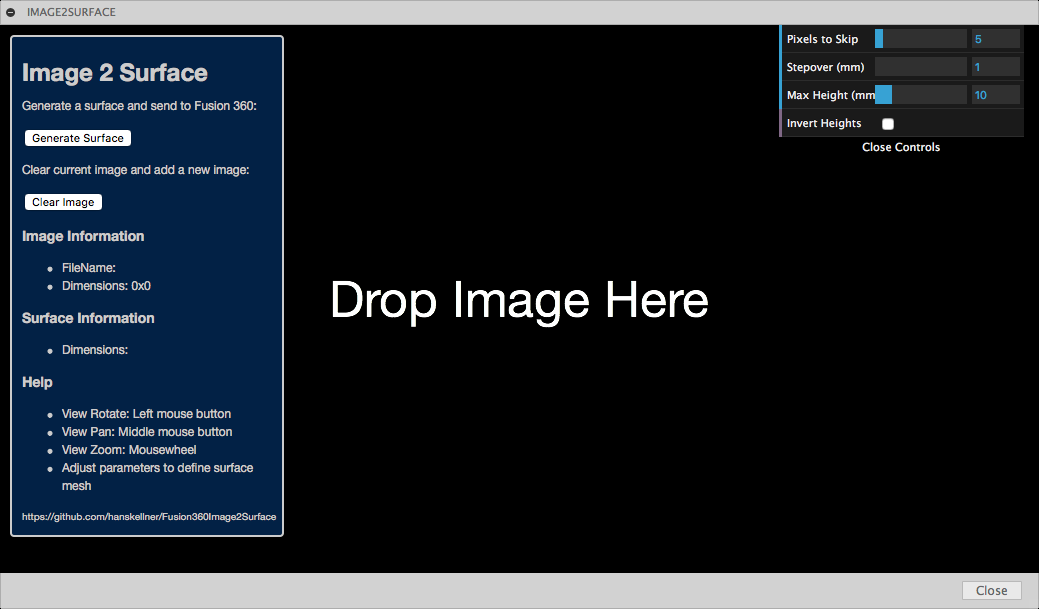 IMAGE2SURFACE
Image 2 Surface
Generate a surface and send to Fusion 360:
Generate Surface
Clear current image and add a new image:
Clear Image
Image Information
FileName:
Dimensions: 0x0
Surface Information
Dimensions:
Help
View Rotate: Left mouse button
View Pan: Middle mouse button
View Zoom: Mousewheel
Adjust parameters to define surface
mesh
https://github.com/hanskellner/Fusion360Image2Surface
Drop Image Here
Pixels to Skip 5
Stepover (mm) 1
Max Height (mm 10
Invert Heights
Close Controls
Close